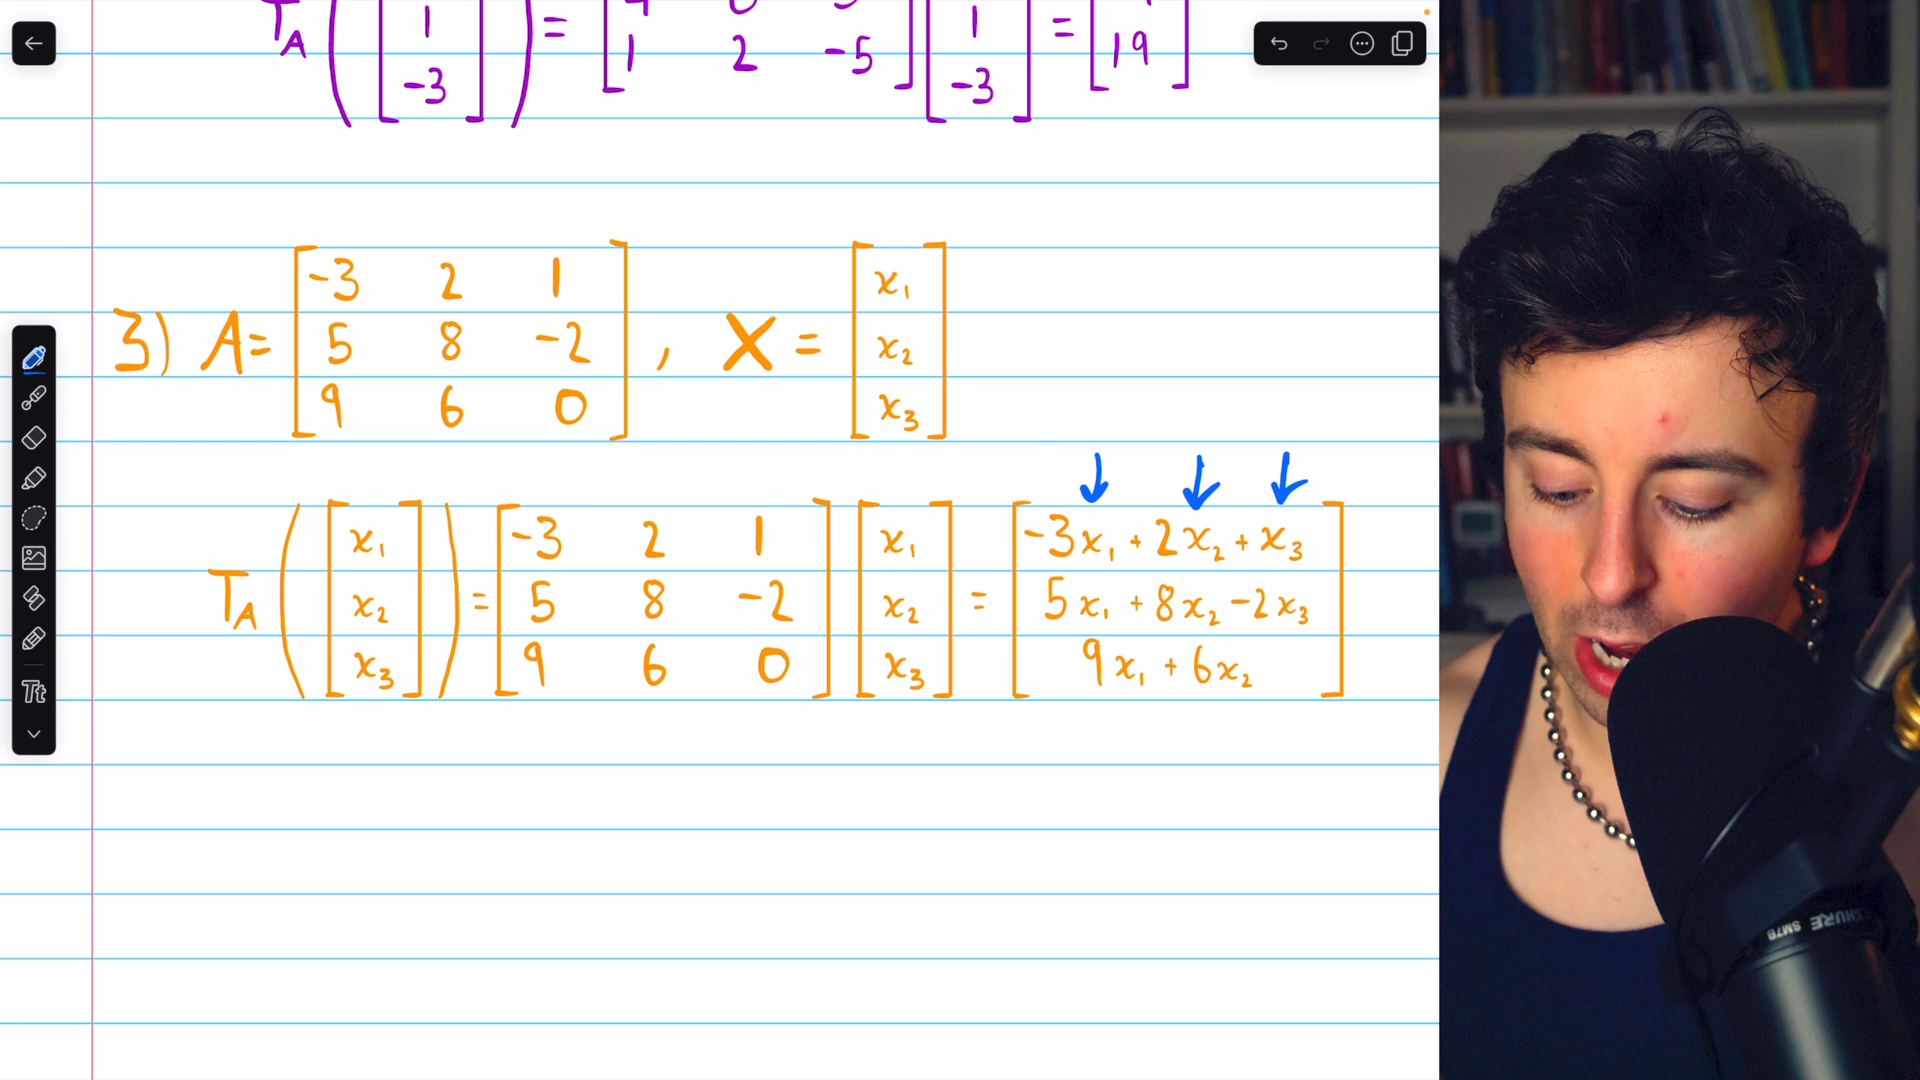 T_A ( [ 1 -3 ] ) = [ 1 2 -5 ] [ 1 -3 ] = [ 19 ]
3) A = [ -3 2 1
5 8 -2
9 6 0 ] , X = [ x₁
x₂
x₃ ]
T_A ( [ x₁ x₂ x₃ ] ) = [ -3 2 1 ] [ x₁ ] = [ -3x₁ + 2x₂ + x₃ ]
[ 5 8 -2 ] [ x₂ ] [ 5x₁ + 8x₂ - 2x₃ ]
[ 9 6 0 ] [ x₃ ] [ 9x₁ + 6x₂ ]
Tt
SHURE
SM7B